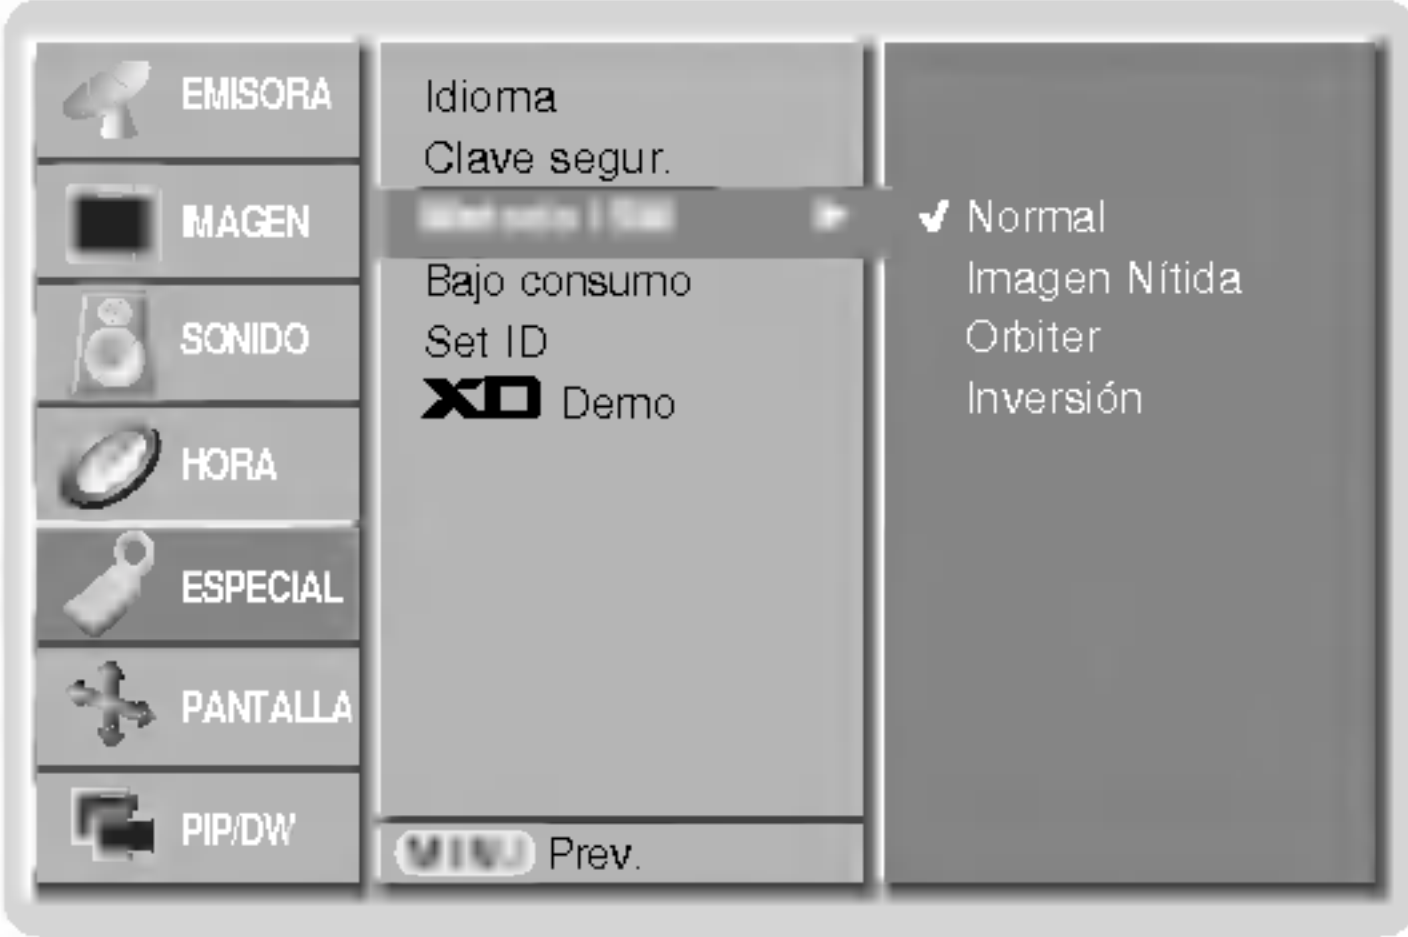 EMISORA
IMAGEN
SONIDO
HORA
ESPECIAL
PANTALLA
PIP/DW
Idioma
Clave segur.
Bajo consumo
Set ID
XD Demo
Prev.
Normal
Imagen Nítida
Orbiter
Inversión